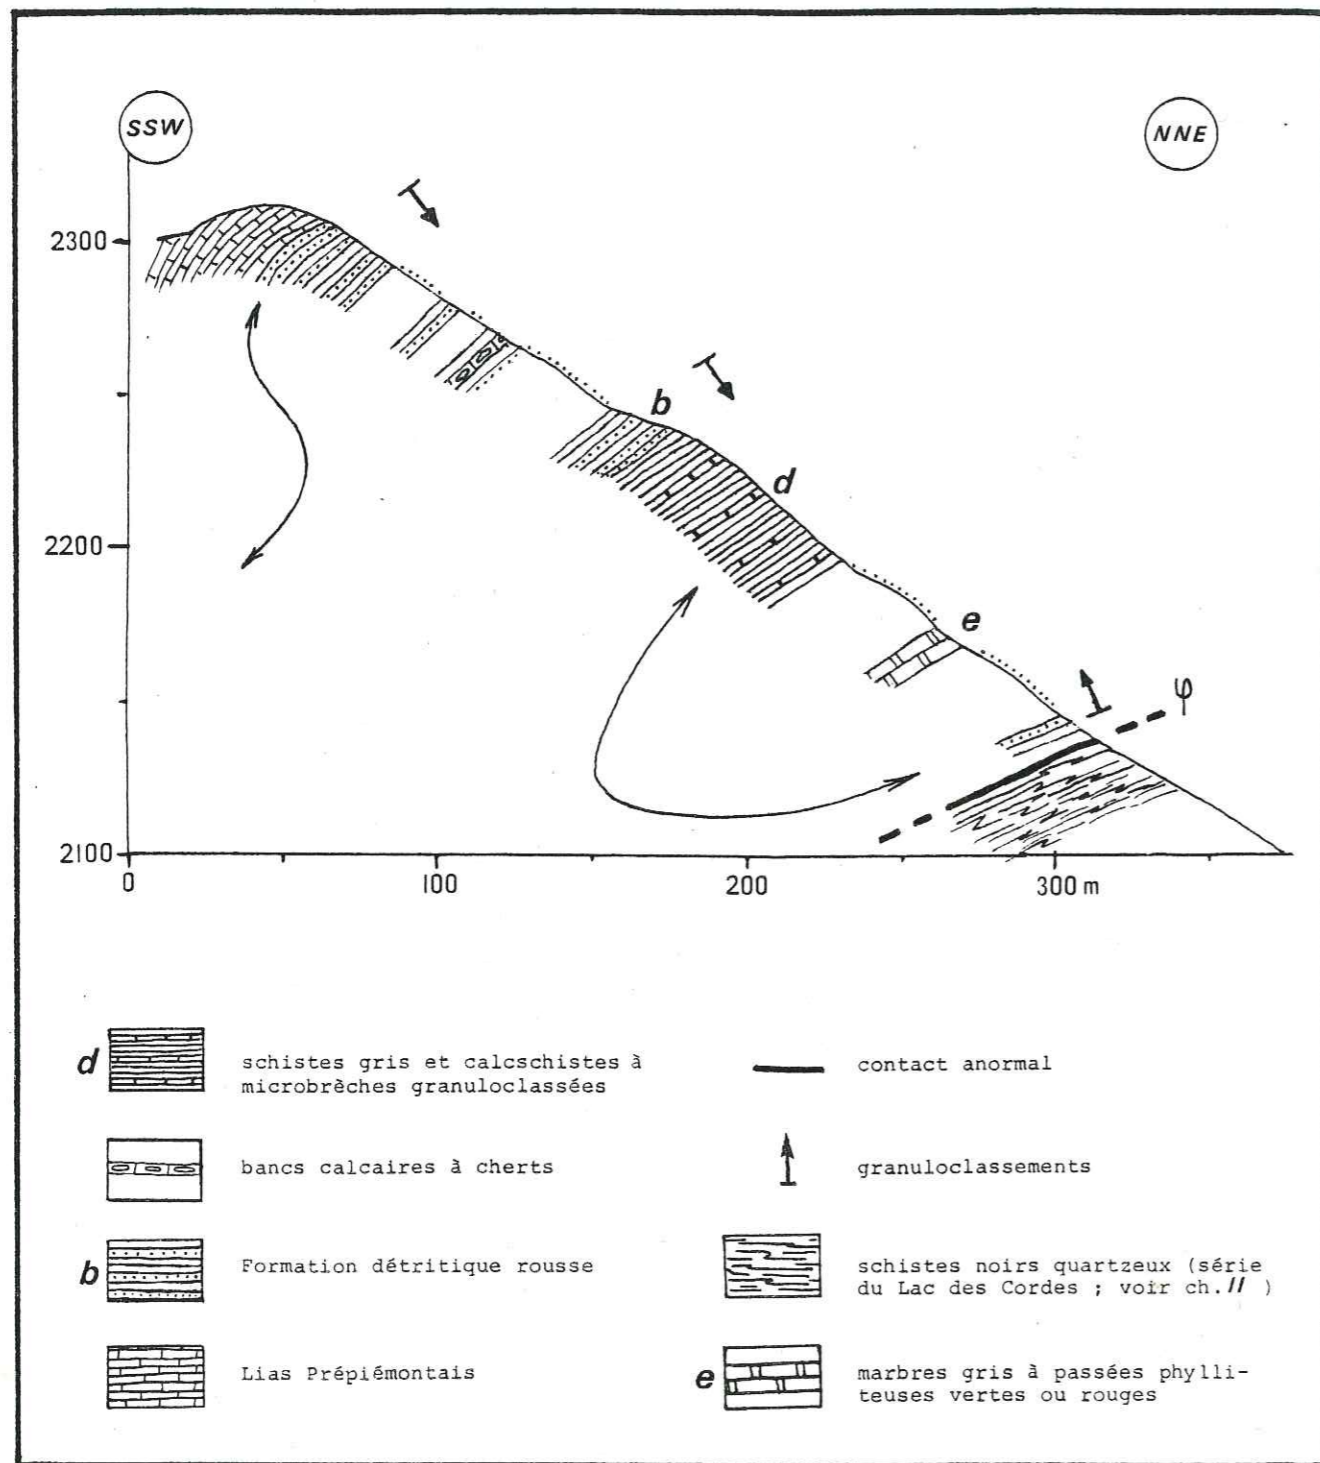 SSW
NNE
2300
b
d
2200
e
φ
2100
0
100
200
300 m
d
schistes gris et calcschistes à
microbrèches granuloclassées
contact anormal
bancs calcaires à cherts
granuloclassements
b
Formation détritique rousse
schistes noirs quartzeux (série
du Lac des Cordes ; voir ch. II )
Lias Prépiémontais
e
marbres gris à passées phylli-
teuses vertes ou rouges